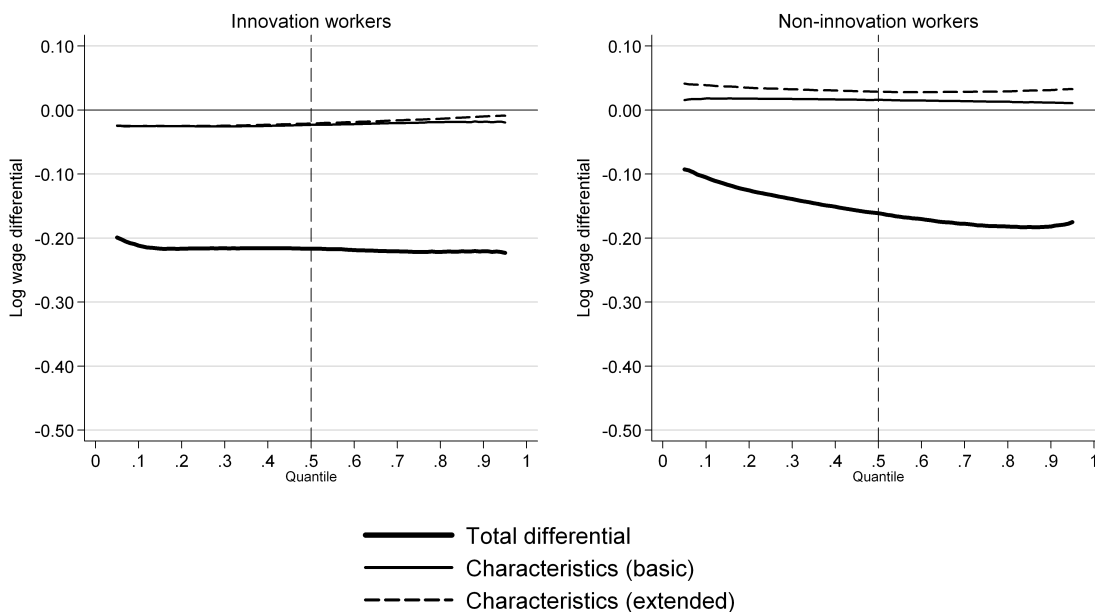 Innovation workers
0.10
0.00
-0.10
-0.20
-0.30
-0.40
-0.50
Log wage differential
0 .1 .2 .3 .4 .5 .6 .7 .8 .9 1
Quantile
Non-innovation workers
0.10
0.00
-0.10
-0.20
-0.30
-0.40
-0.50
Log wage differential
0 .1 .2 .3 .4 .5 .6 .7 .8 .9 1
Quantile
Total differential
Characteristics (basic)
Characteristics (extended)